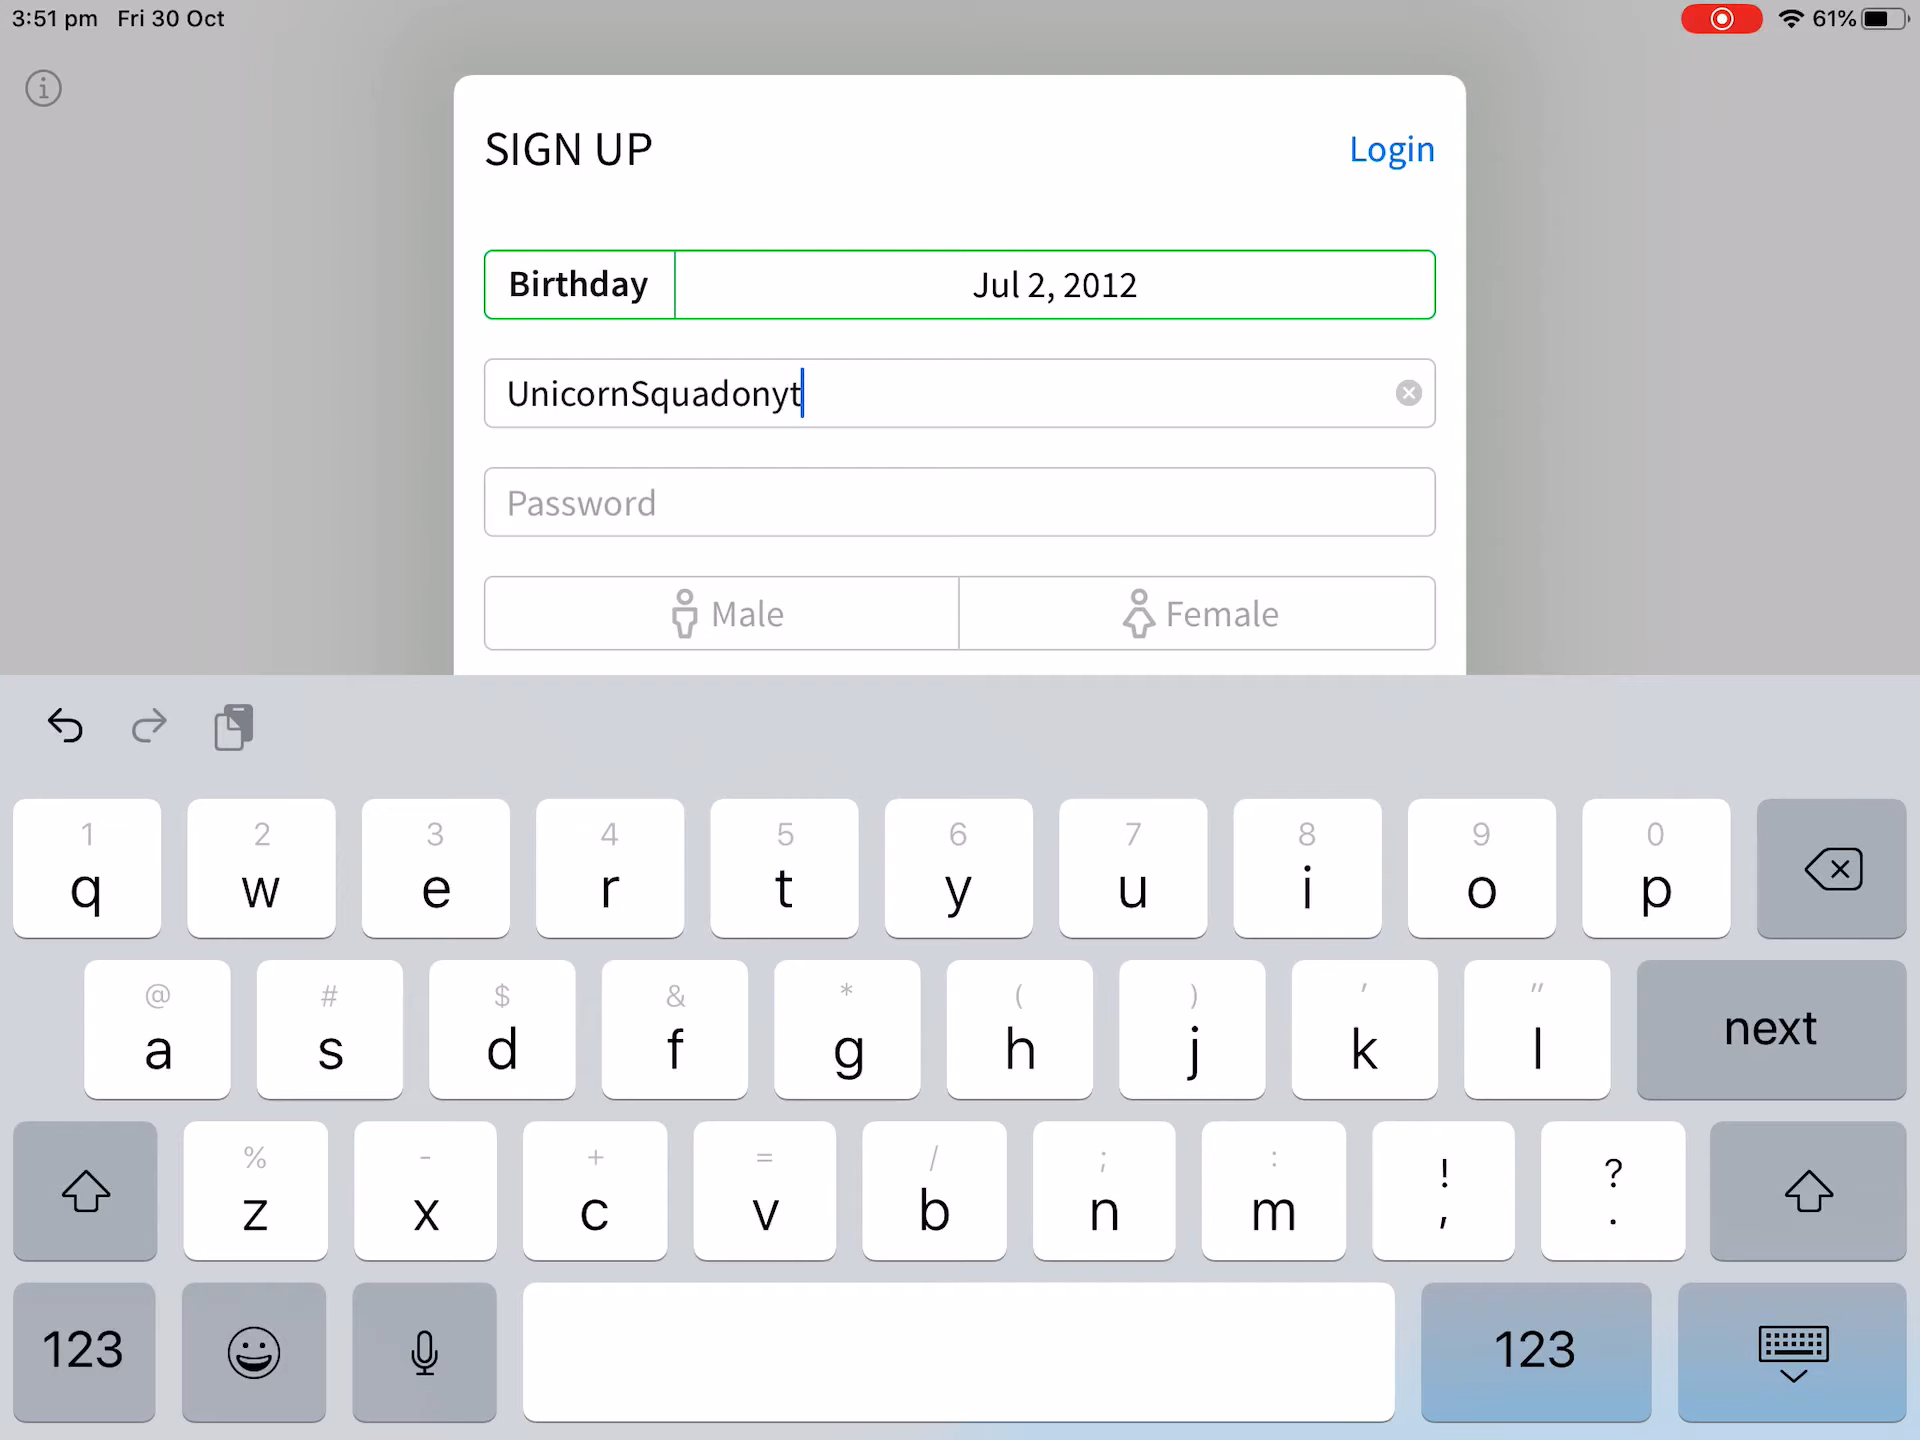 3:51 pm Fri 30 Oct 61%
SIGN UP Login
Birthday Jul 2, 2012
UnicornSquadonyt
Password
Male Female
1 2 3 4 5 6 7 8 9 0
q w e r t y u i o p
@ # $ & * ( ) ' "
a s d f g h j k l next
% - + = / ; : ! ?
z x c v b n m , .
123 123